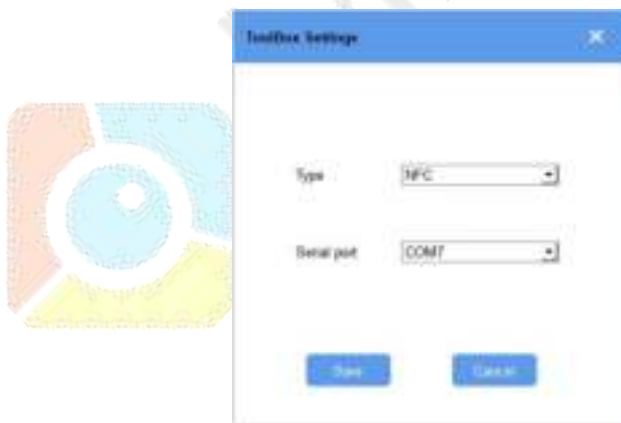 ToolBox Settings
Type
NFC
Serial port
COM7
Save
Cancel